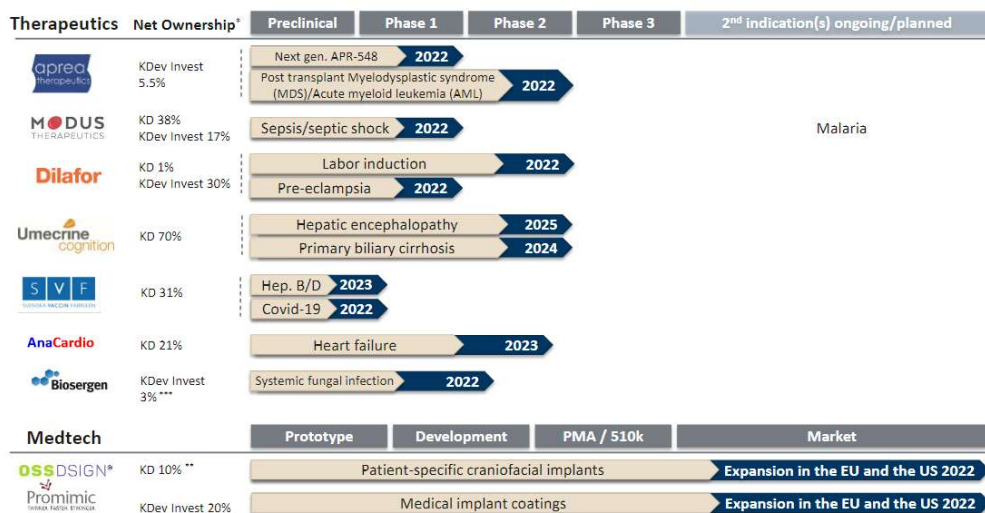 Therapeutics Net Ownership* Preclinical Phase 1 Phase 2 Phase 3 2nd indication(s) ongoing/planned
aprea therapeutics
KDev Invest
5.5%
Next gen. APR-548 2022
Post transplant Myelodysplastic syndrome
(MDS)/Acute myeloid leukemia (AML) 2022
MODUS
THERAPEUTICS
KD 38%
KDev Invest 17%
Sepsis/septic shock 2022 Malaria
Dilafor
KD 1%
KDev Invest 30%
Labor induction 2022
Pre-eclampsia 2022
Umecrine
cognition
KD 70%
Hepatic encephalopathy 2025
Primary biliary cirrhosis 2024
SVF
KD 31%
Hep. B/D 2023
Covid-19 2022
AnaCardio KD 21% Heart failure 2023
Biosergen
KDev Invest
3% ***
Systemic fungal infection 2022
Medtech Prototype Development PMA / 510k Market
OSSDSIGN® KD 10% ** Patient-specific craniofacial implants Expansion in the EU and the US 2022
Promimic
KDev Invest 20% Medical implant coatings Expansion in the EU and the US 2022